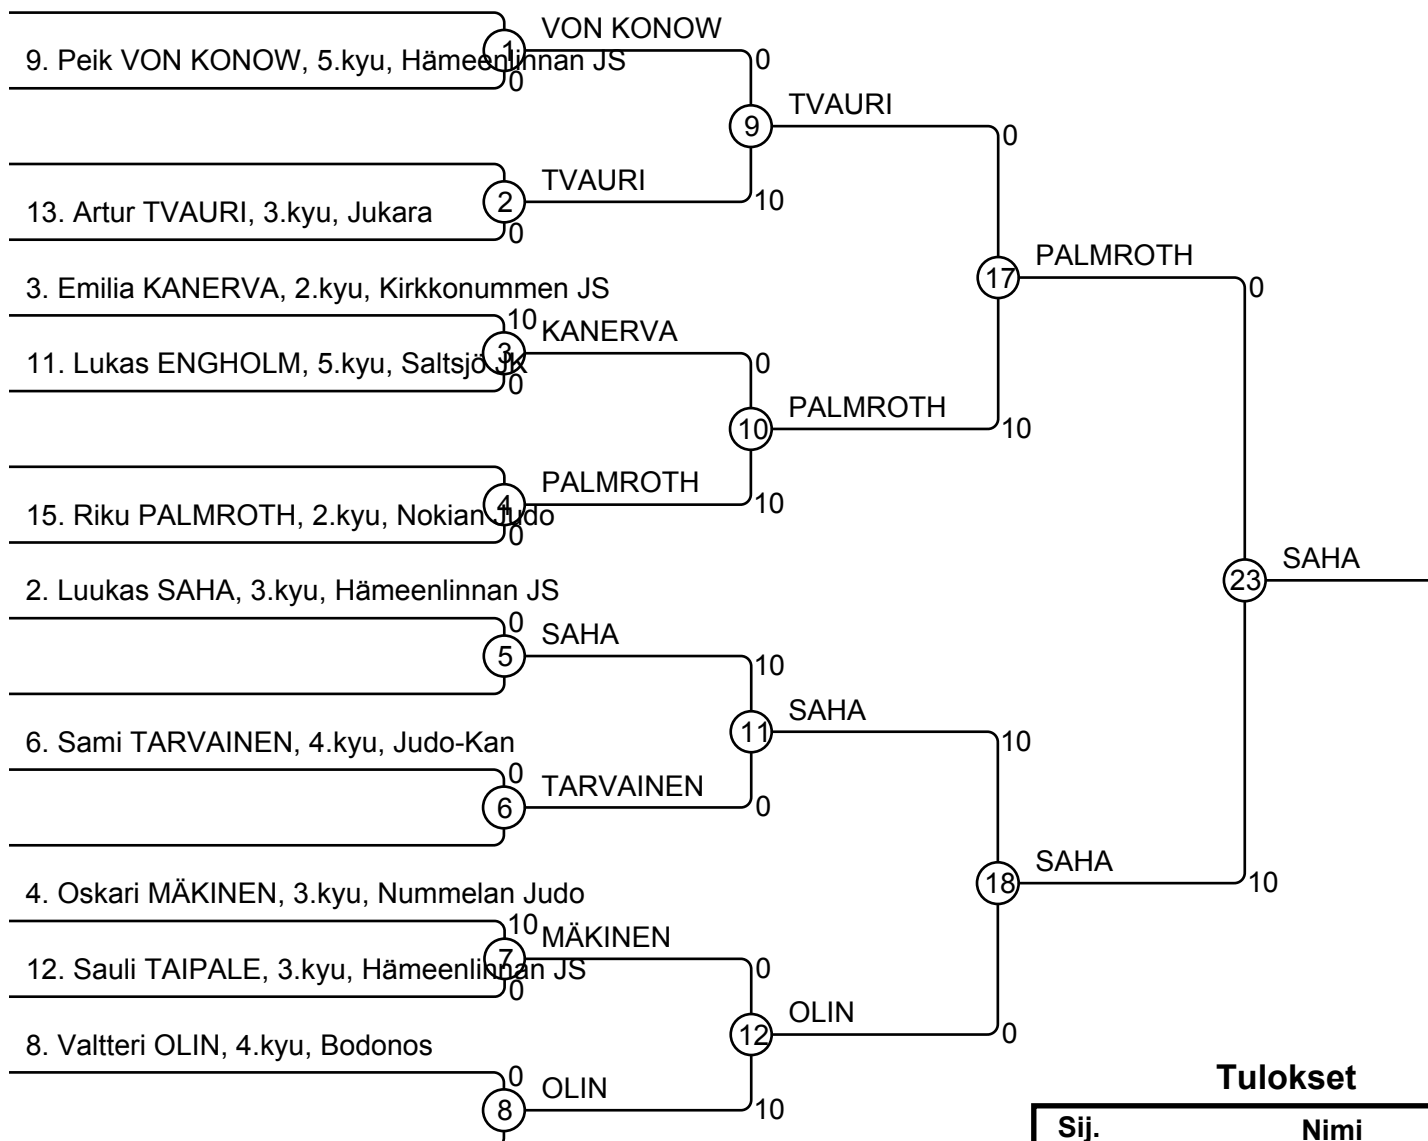 VON KONOW
9. Peik VON KONOW, 5.kyu, Hämeenlinnan JS
1
0
0
TVAURI
9
0
TVAURI
13. Artur TVAURI, 3.kyu, Jukara
2
10
0
3. Emilia KANERVA, 2.kyu, Kirkkonummen JS
PALMROTH
17
0
10
KANERVA
11. Lukas ENGHOLM, 5.kyu, Saltsjö JK
3
0
0
PALMROTH
10
10
PALMROTH
15. Riku PALMROTH, 2.kyu, Nokian Judo
4
10
0
SAHA
23
2. Luukas SAHA, 3.kyu, Hämeenlinnan JS
0
SAHA
5
10
SAHA
11
10
6. Sami TARVAINEN, 4.kyu, Judo-Kan
0
TARVAINEN
6
0
SAHA
18
10
4. Oskari MÄKINEN, 3.kyu, Nummelan Judo
10
MÄKINEN
12. Sauli TAIPALE, 3.kyu, Hämeenlinnan JS
7
0
0
OLIN
12
0
8. Valtteri OLIN, 4.kyu, Bodonos
0
OLIN
8
10
Tulokset
Sij. Nimi